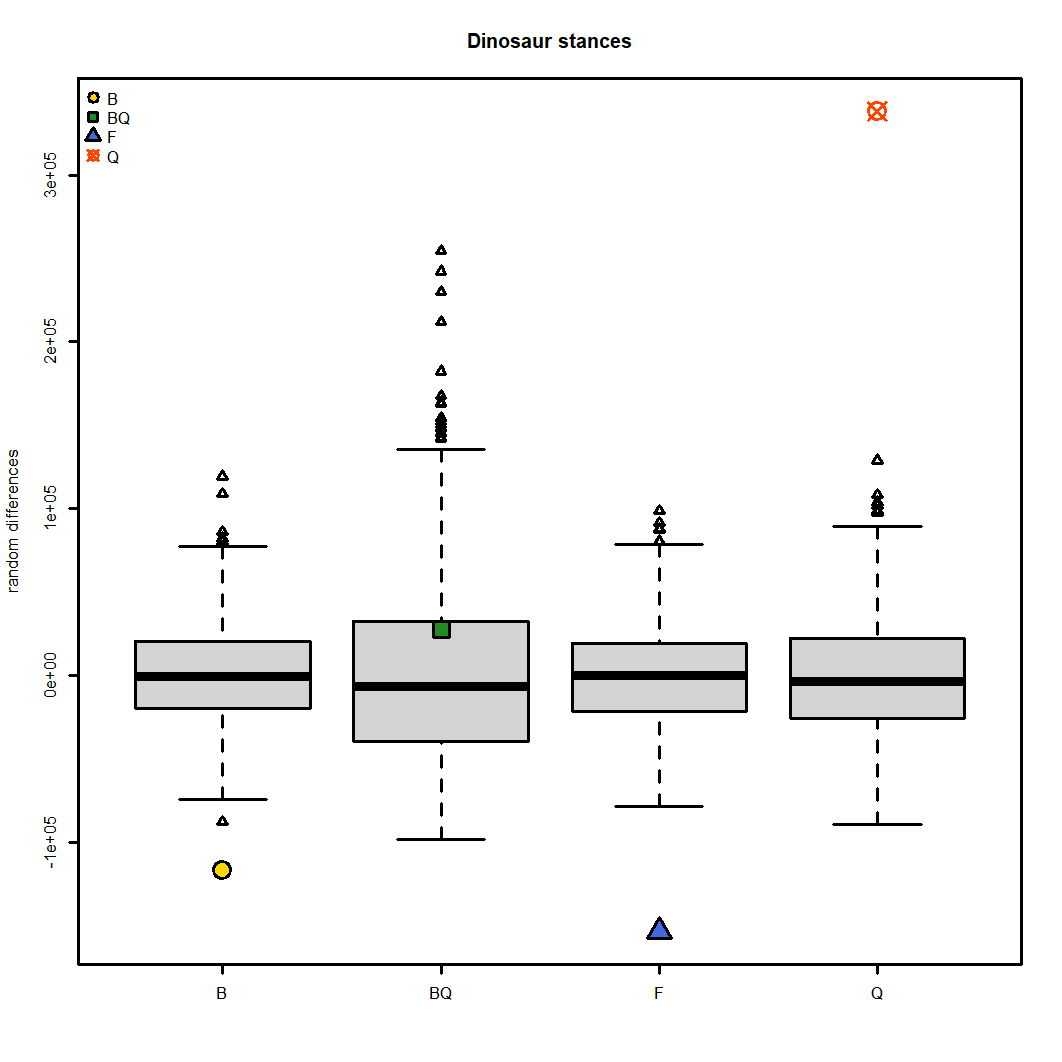 Dinosaur stances
B
BQ
F
Q
3e+05
2e+05
1e+05
0e+00
-1e+05
random differences
B
BQ
F
Q